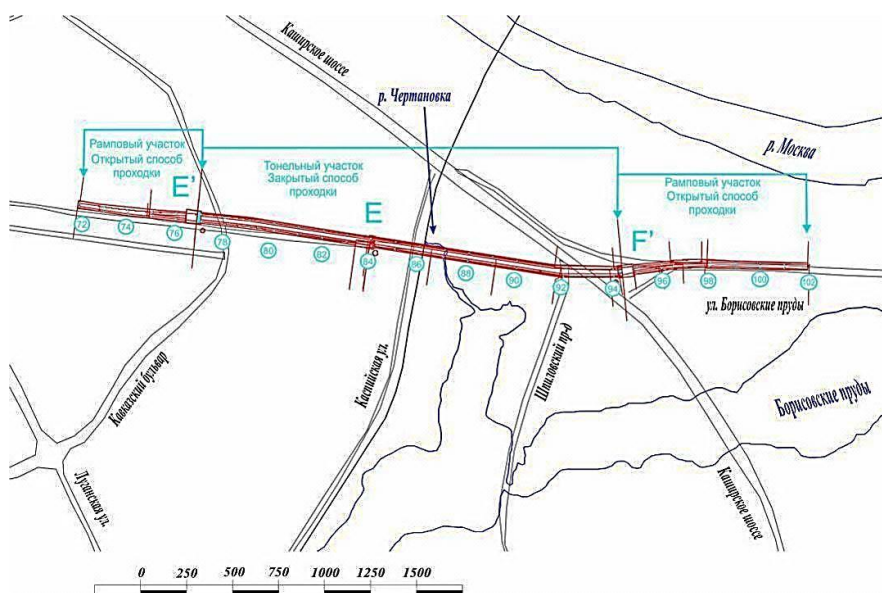 Каширское шоссе
р. Чертановка
р. Москва
Рамповый участок
Открытый способ
проходки
Тонельный участок
Закрытый способ
проходки
Рамповый участок
Открытый способ
проходки
E'
E
F'
72
74
76
78
80
82
84
86
88
90
92
94
96
98
100
102
ул. Борисовские пруды
Кавказский бульвар
Каспийская ул.
Шипиловский пр-д
Борисовские пруды
Луганская ул.
Каширское шоссе
0 250 500 750 1000 1250 1500